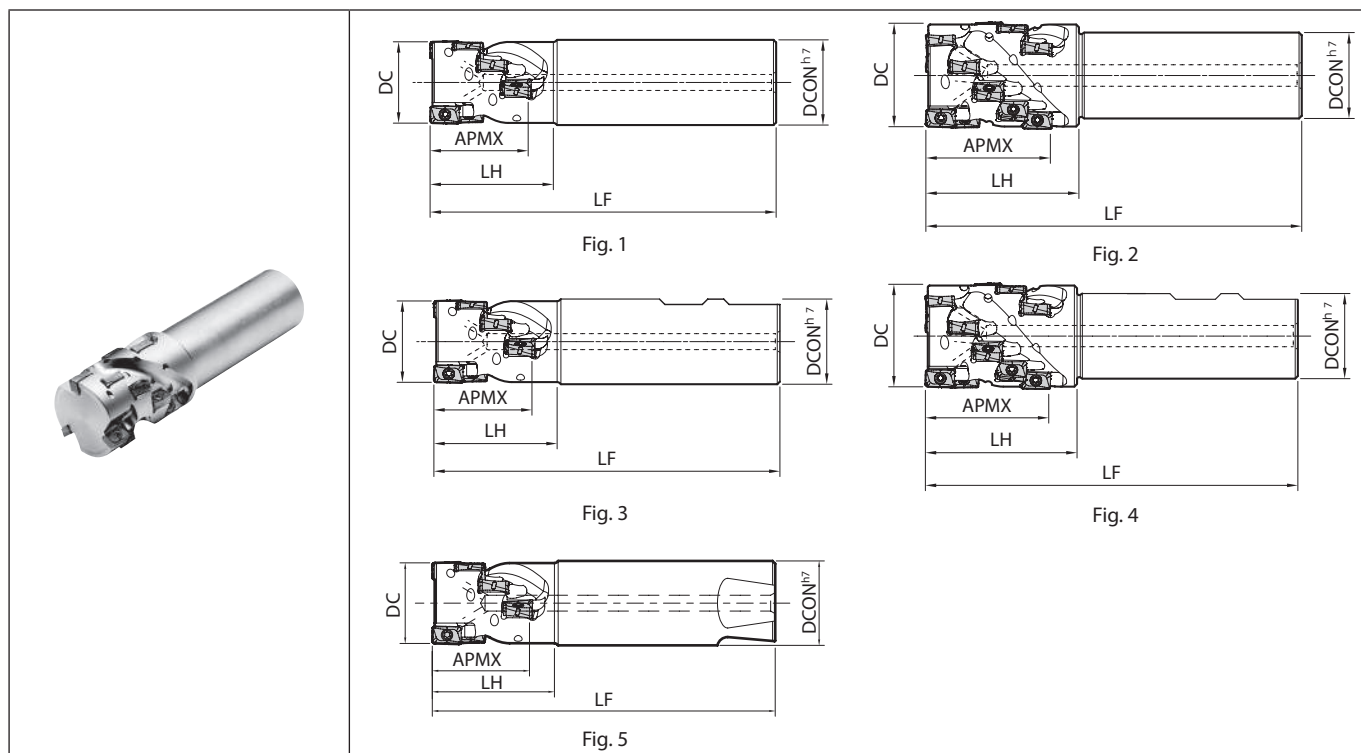 DC
APMX
LH
LF
DCON h7
Fig. 1
DC
APMX
LH
LF
DCON h7
Fig. 2
DC
APMX
LH
LF
DCON h7
Fig. 3
DC
APMX
LH
LF
DCON h7
Fig. 4
DC
APMX
LH
LF
DCON h7
Fig. 5